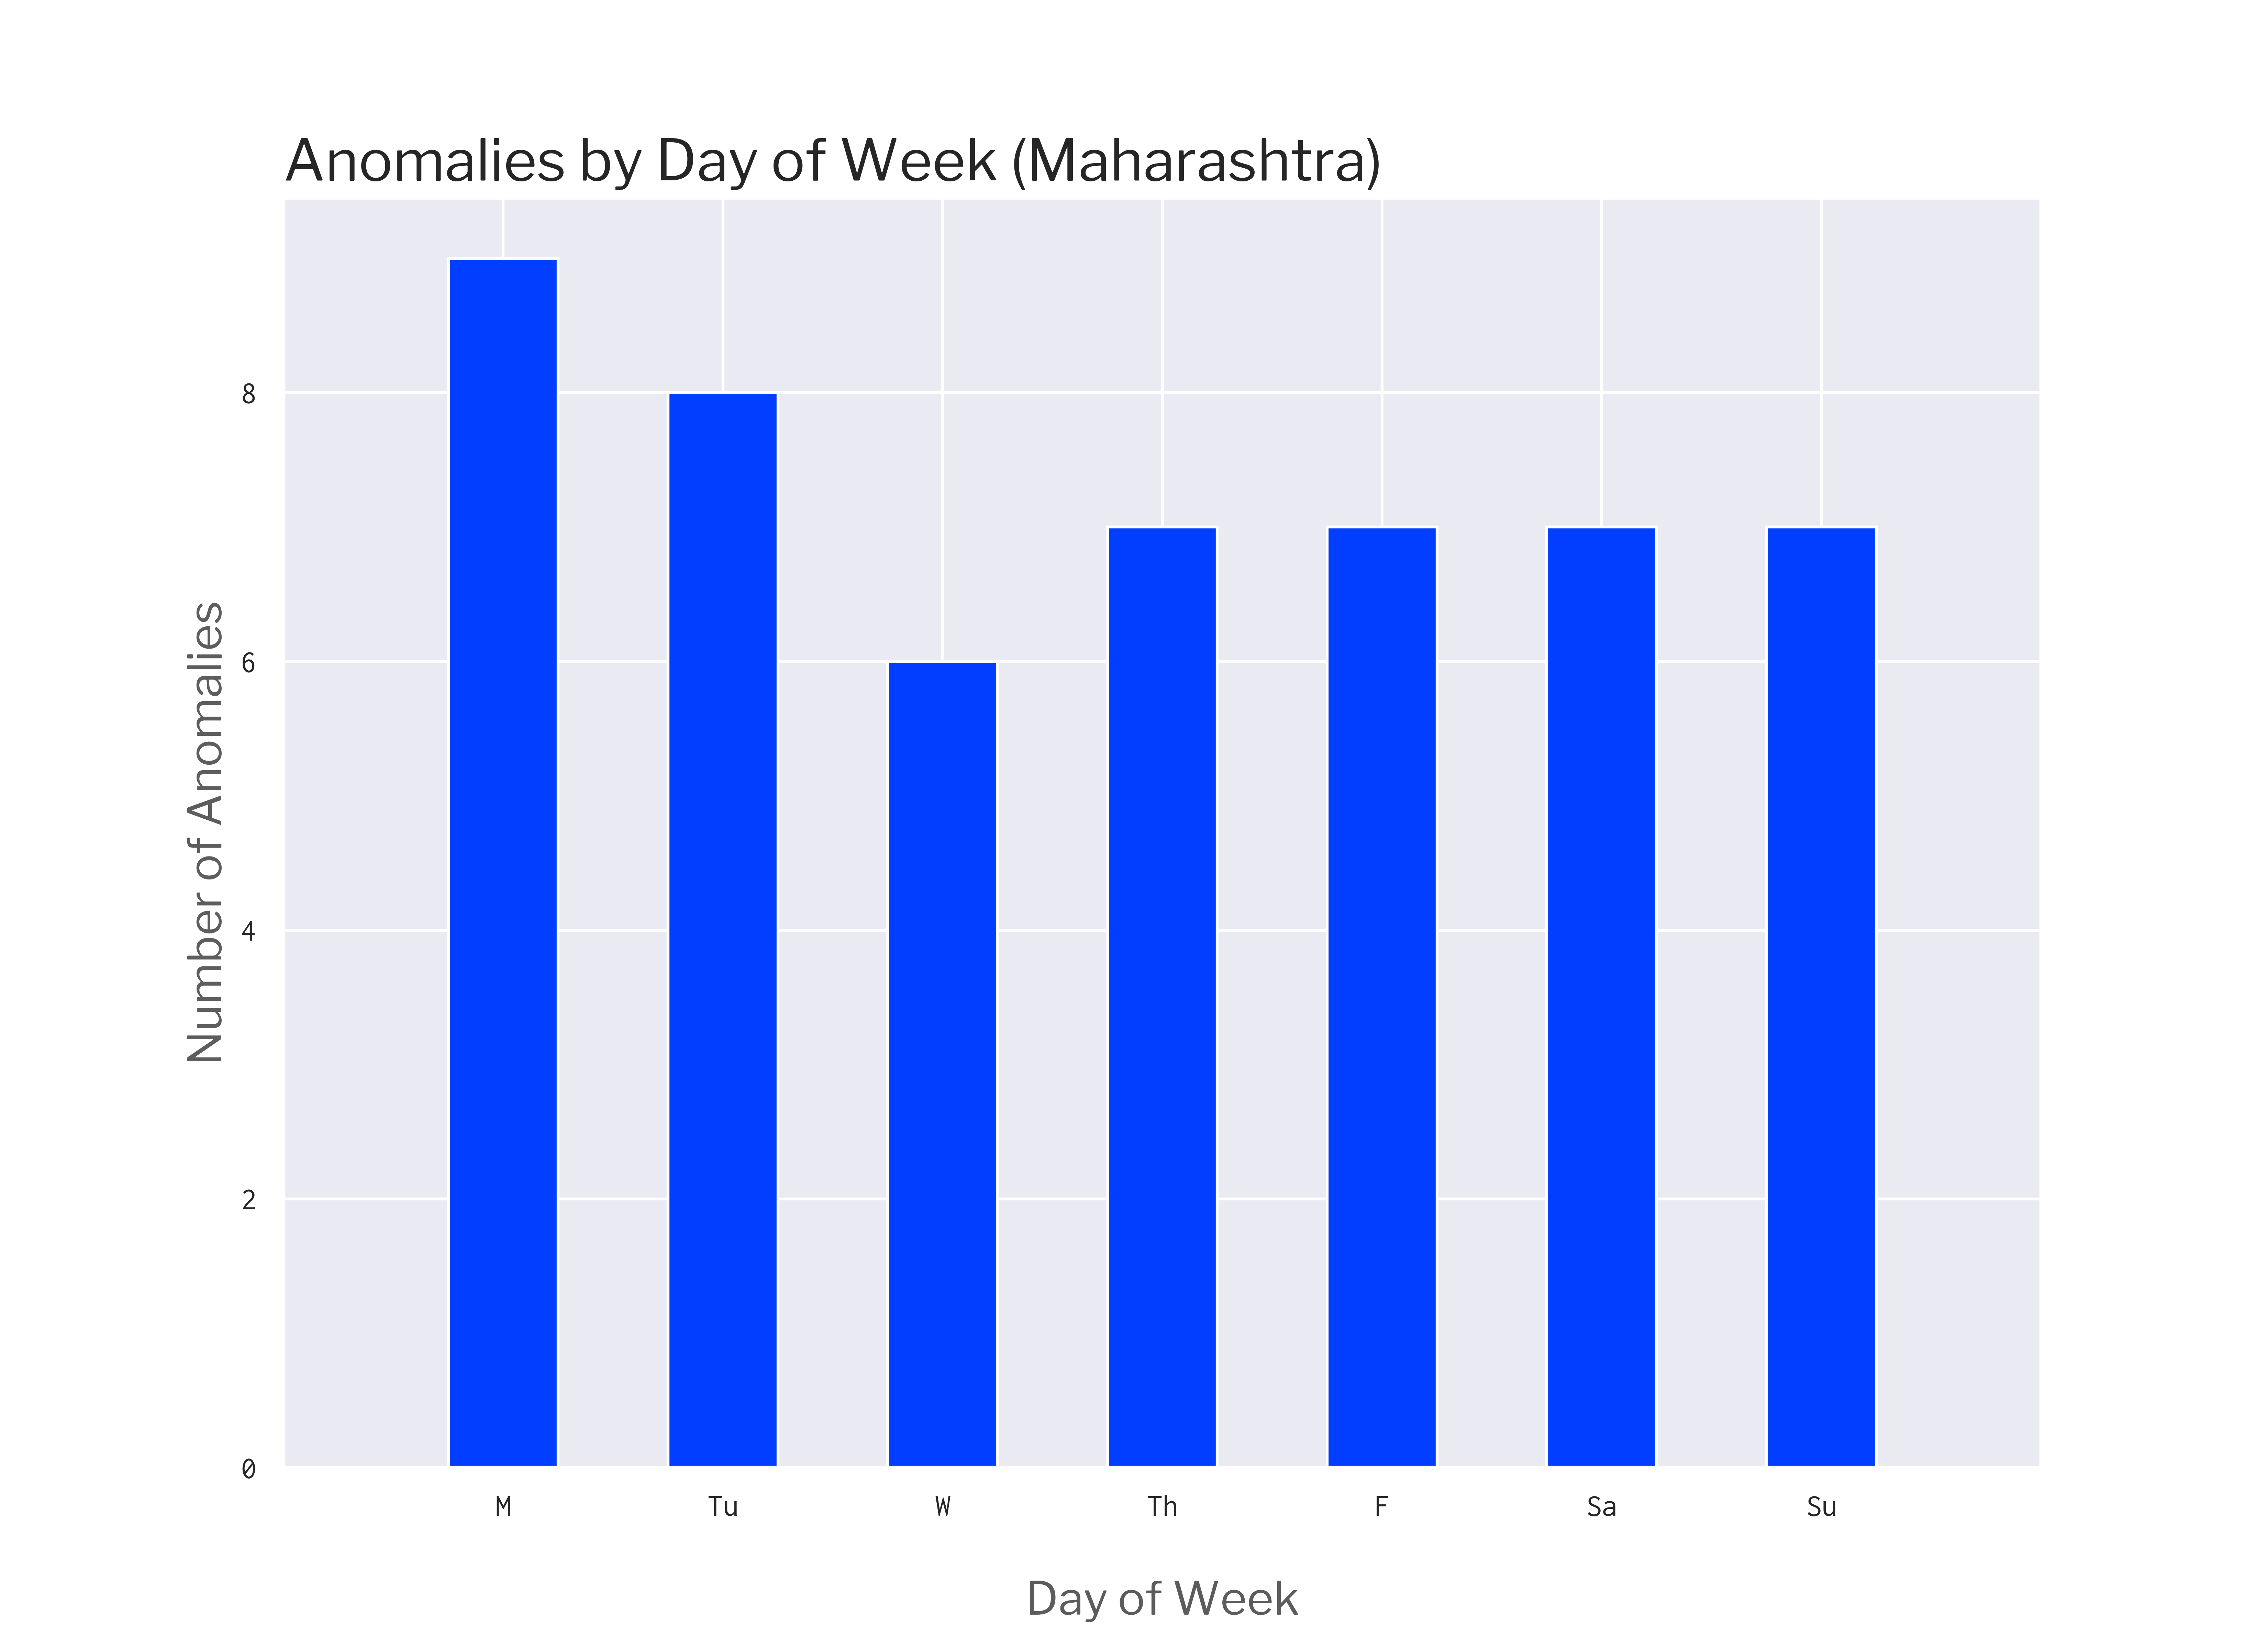 Anomalies by Day of Week (Maharashtra)
Number of Anomalies
8
6
4
2
0
M Tu W Th F Sa Su
Day of Week